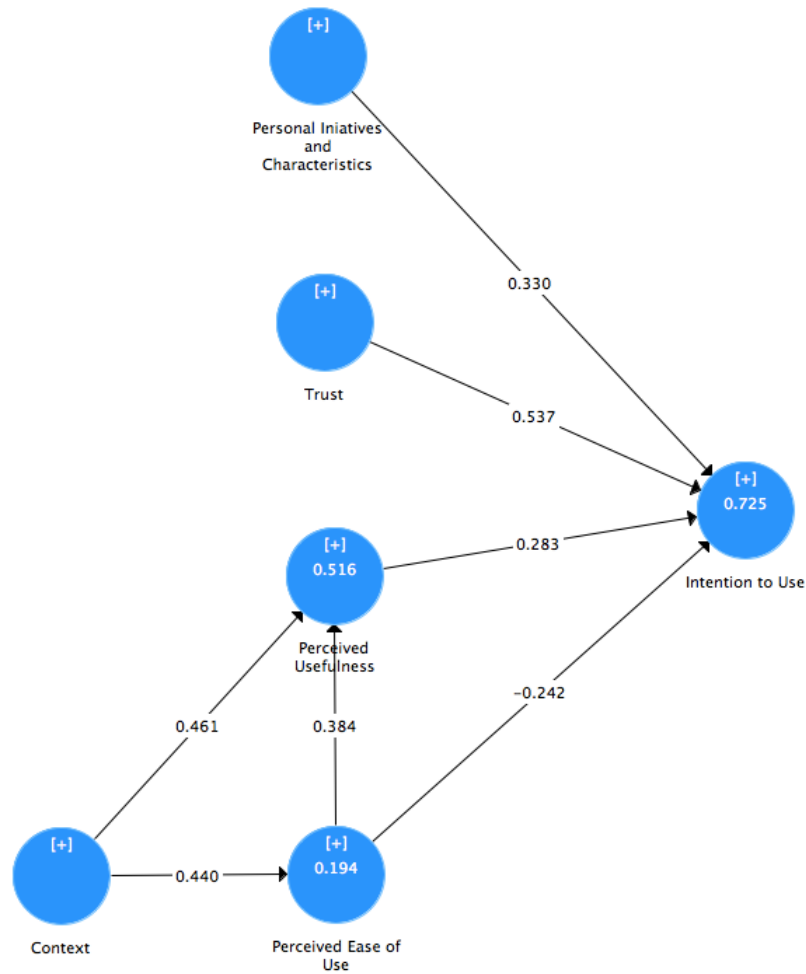 [+]
Personal Iniatives
and
Characteristics
0.330
[+]
Trust
0.537
[+]
0.725
Intention to Use
[+]
0.516
Perceived
Usefulness
0.283
-0.242
0.461
0.384
[+]
Context
0.440
[+]
0.194
Perceived Ease of
Use